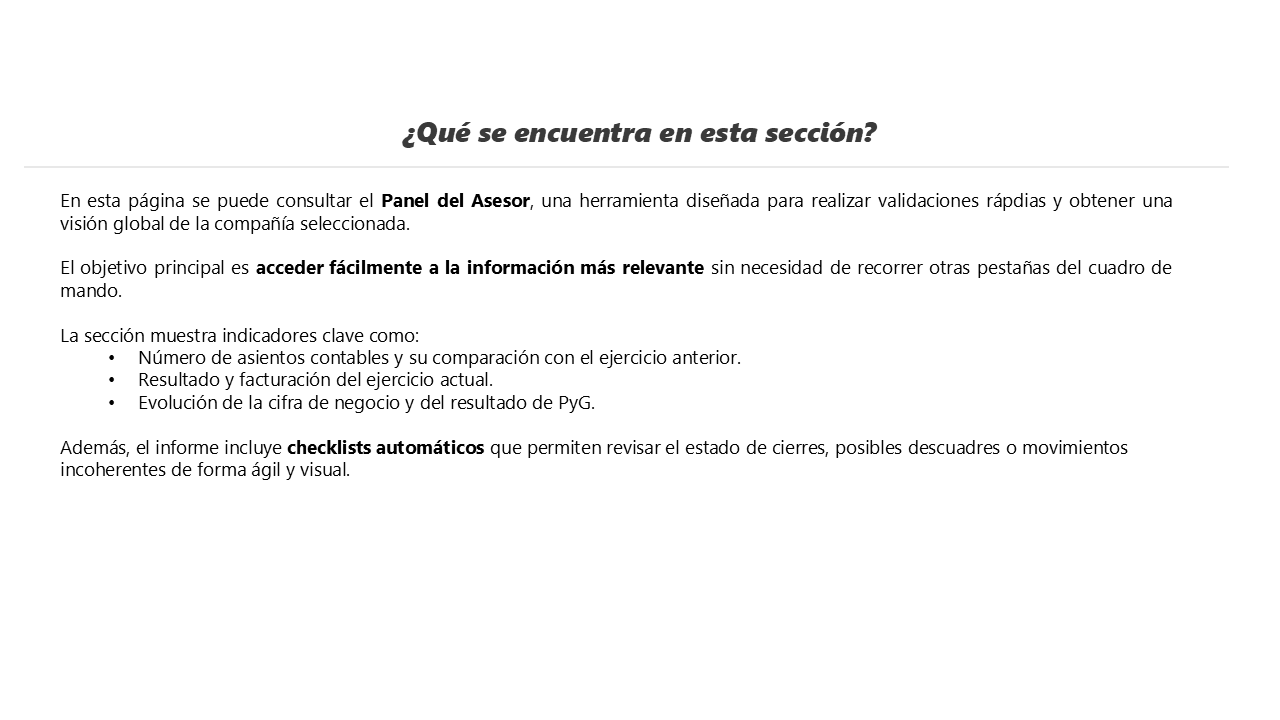 ¿Qué se encuentra en esta sección?
En esta página se puede consultar el Panel del Asesor, una herramienta diseñada para realizar validaciones rápdias y obtener una
visión global de la compañía seleccionada.
El objetivo principal es acceder fácilmente a la información más relevante sin necesidad de recorrer otras pestañas del cuadro de
mando.
La sección muestra indicadores clave como:
• Número de asientos contables y su comparación con el ejercicio anterior.
• Resultado y facturación del ejercicio actual.
• Evolución de la cifra de negocio y del resultado de PyG.
Además, el informe incluye checklists automáticos que permiten revisar el estado de cierres, posibles descuadres o movimientos
incoherentes de forma ágil y visual.